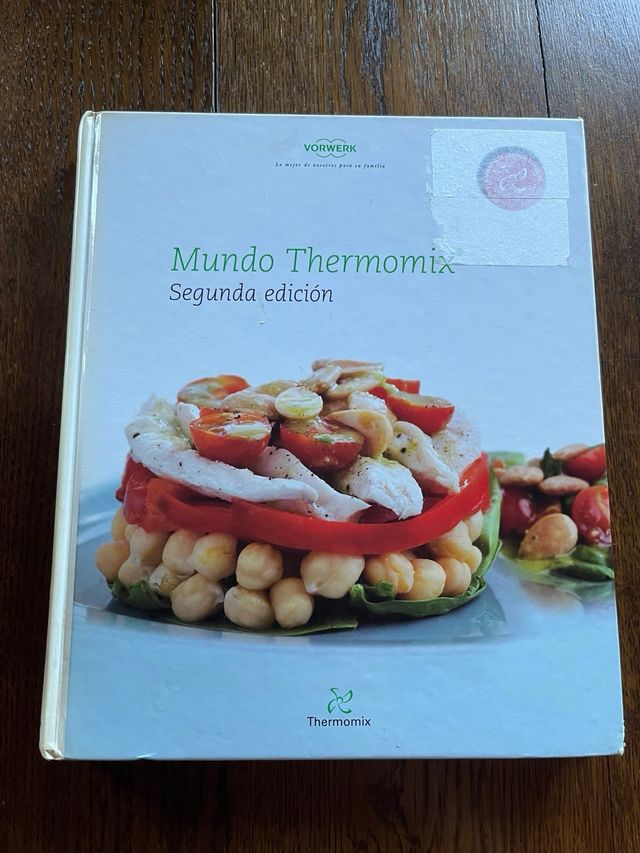 VORWERK
Lo mejor de nosotros para su familia
Mundo Thermomix
Segunda edición
Thermomix